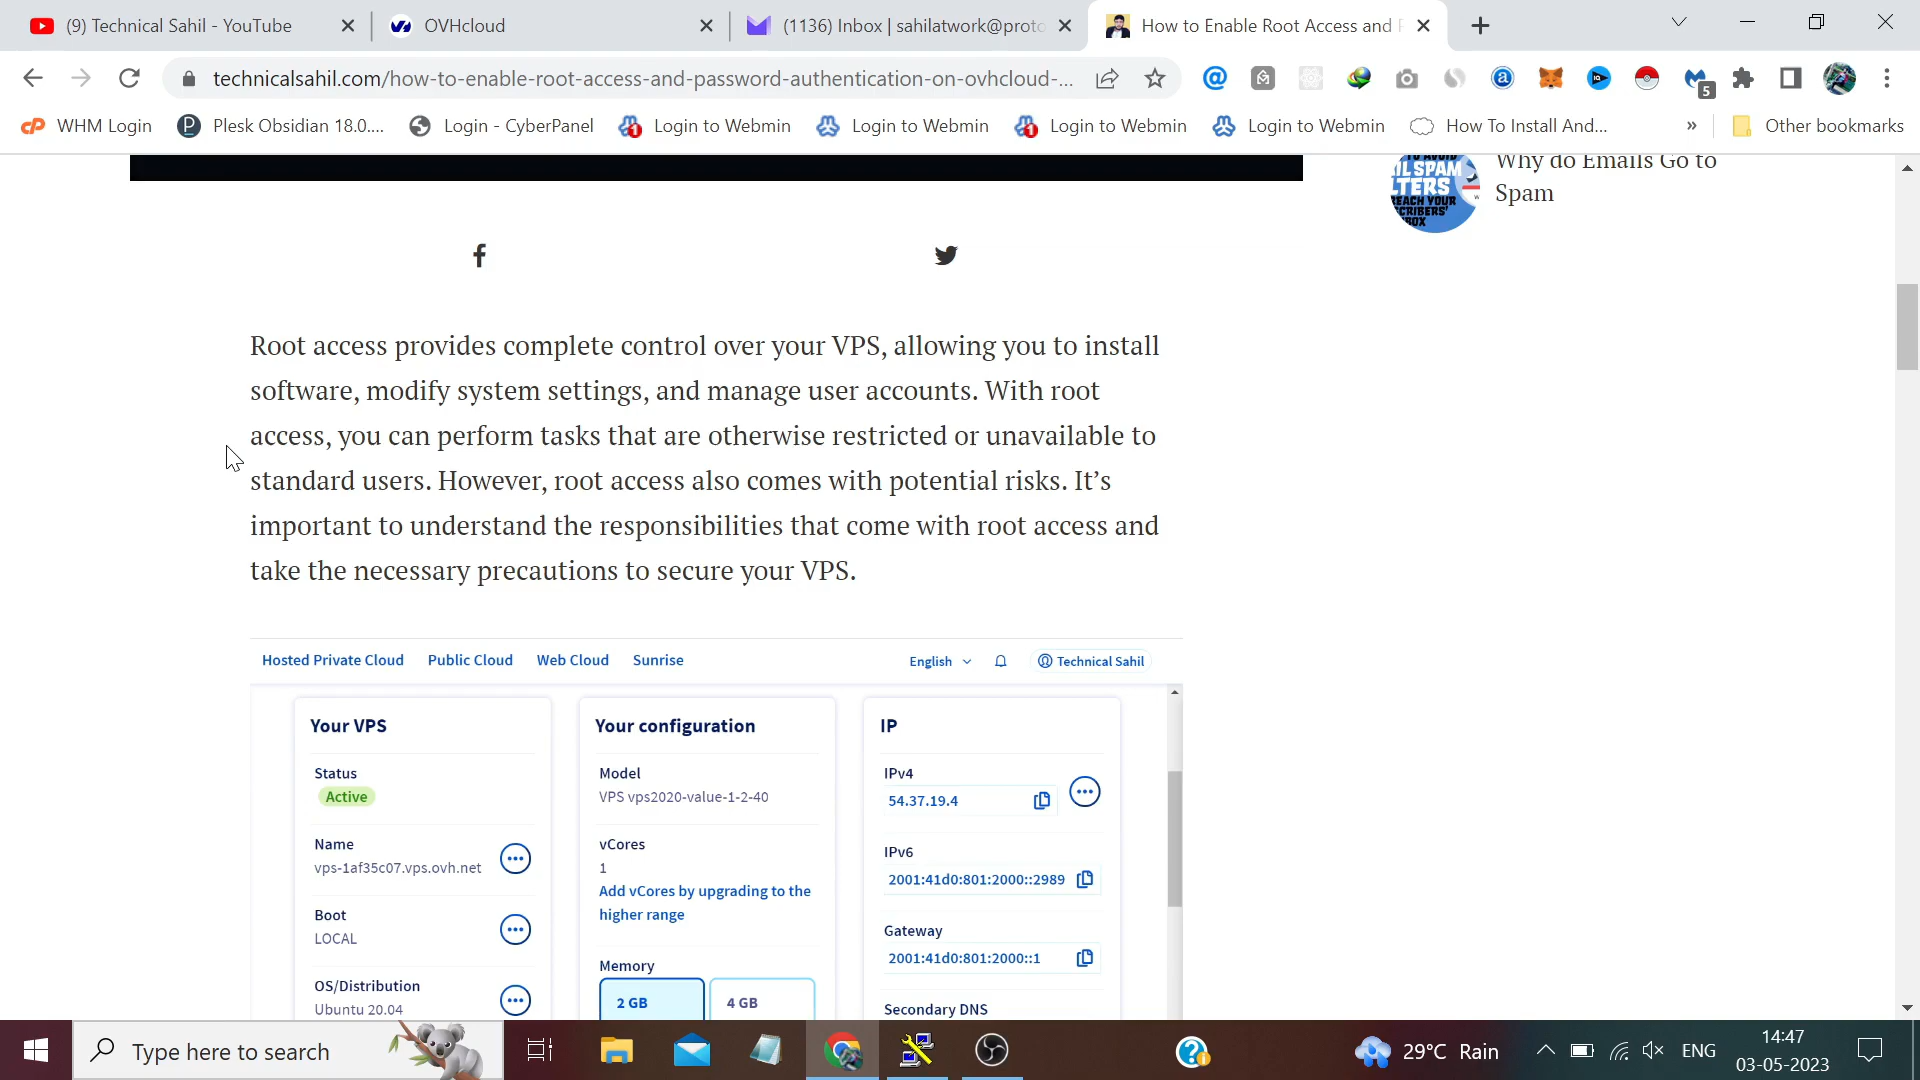 (9) Technical Sahil - YouTube
OVHcloud
(1136) Inbox | sahilatwork@proto
How to Enable Root Access and
technicalsahil.com/how-to-enable-root-access-and-password-authentication-on-ovhcloud-...
5
WHM Login
Plesk Obsidian 18.0....
Login - CyberPanel
Login to Webmin
Login to Webmin
Login to Webmin
Login to Webmin
How To Install And...
»
Other bookmarks
Why do Emails Go to
Spam
Root access provides complete control over your VPS, allowing you to install
software, modify system settings, and manage user accounts. With root
access, you can perform tasks that are otherwise restricted or unavailable to
standard users. However, root access also comes with potential risks. It’s
important to understand the responsibilities that come with root access and
take the necessary precautions to secure your VPS.
Hosted Private Cloud Public Cloud Web Cloud Sunrise English Technical Sahil
Your VPS
Status
Active
Name
vps-1af35c07.vps.ovh.net
Boot
LOCAL
OS/Distribution
Ubuntu 20.04
Your configuration
Model
VPS vps2020-value-1-2-40
vCores
1
Add vCores by upgrading to the
higher range
Memory
2 GB
4 GB
IP
IPv4
54.37.19.4
IPv6
2001:41d0:801:2000::2989
Gateway
2001:41d0:801:2000::1
Secondary DNS
Type here to search
29°C Rain
ENG
14:47
03-05-2023